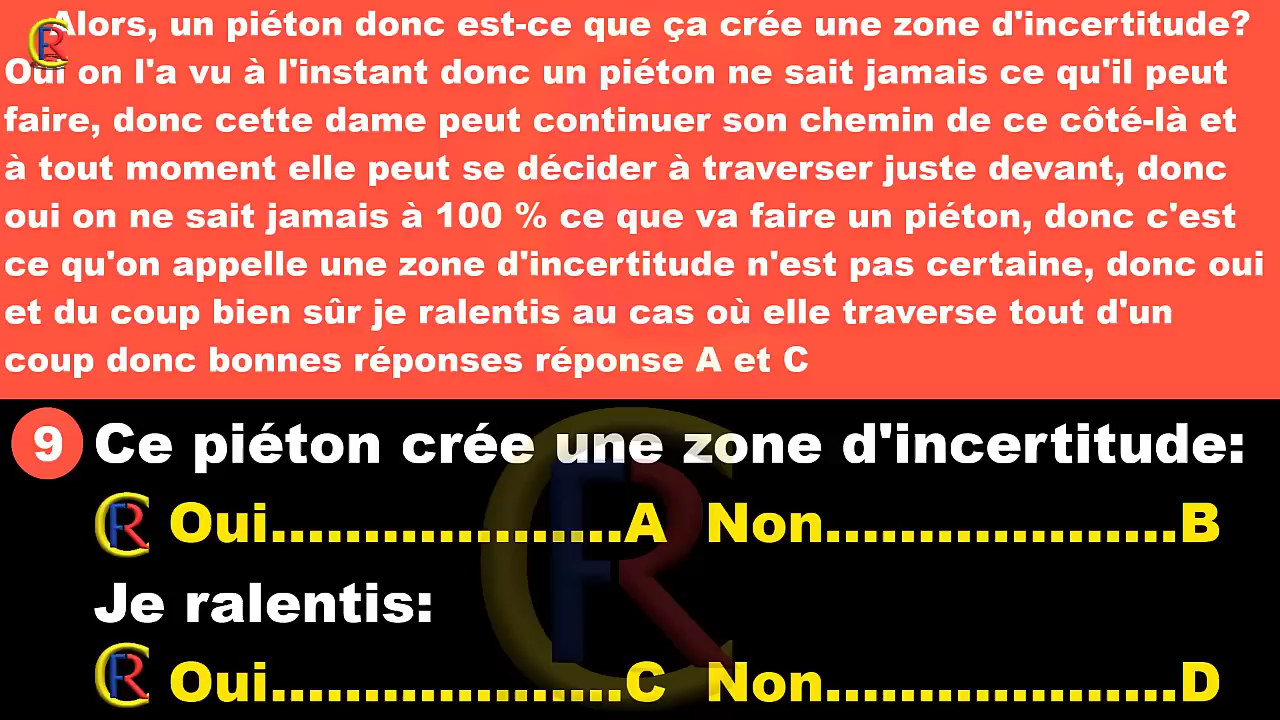 Alors, un piéton donc est-ce que ça crée une zone d'incertitude?
Oui on l'a vu à l'instant donc un piéton ne sait jamais ce qu'il peut
faire, donc cette dame peut continuer son chemin de ce côté-là et
à tout moment elle peut se décider à traverser juste devant, donc
oui on ne sait jamais à 100 % ce que va faire un piéton, donc c'est
ce qu'on appelle une zone d'incertitude n'est pas certaine, donc oui
et du coup bien sûr je ralentis au cas où elle traverse tout d'un
coup donc bonnes réponses réponse A et C
9 Ce piéton crée une zone d'incertitude:
Oui...................A Non...................B
Je ralentis:
Oui...................C Non...................D